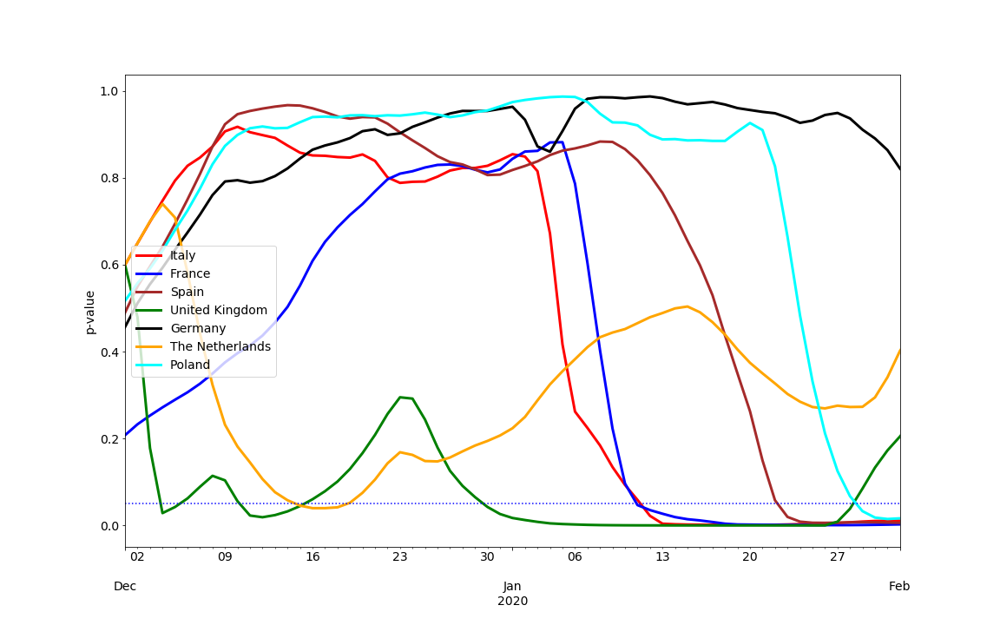 1.0
0.8
0.6
0.4
0.2
0.0
p-value
Italy
France
Spain
United Kingdom
Germany
The Netherlands
Poland
02 09 16 23 30 06 13 20 27
Dec Jan Feb
2020